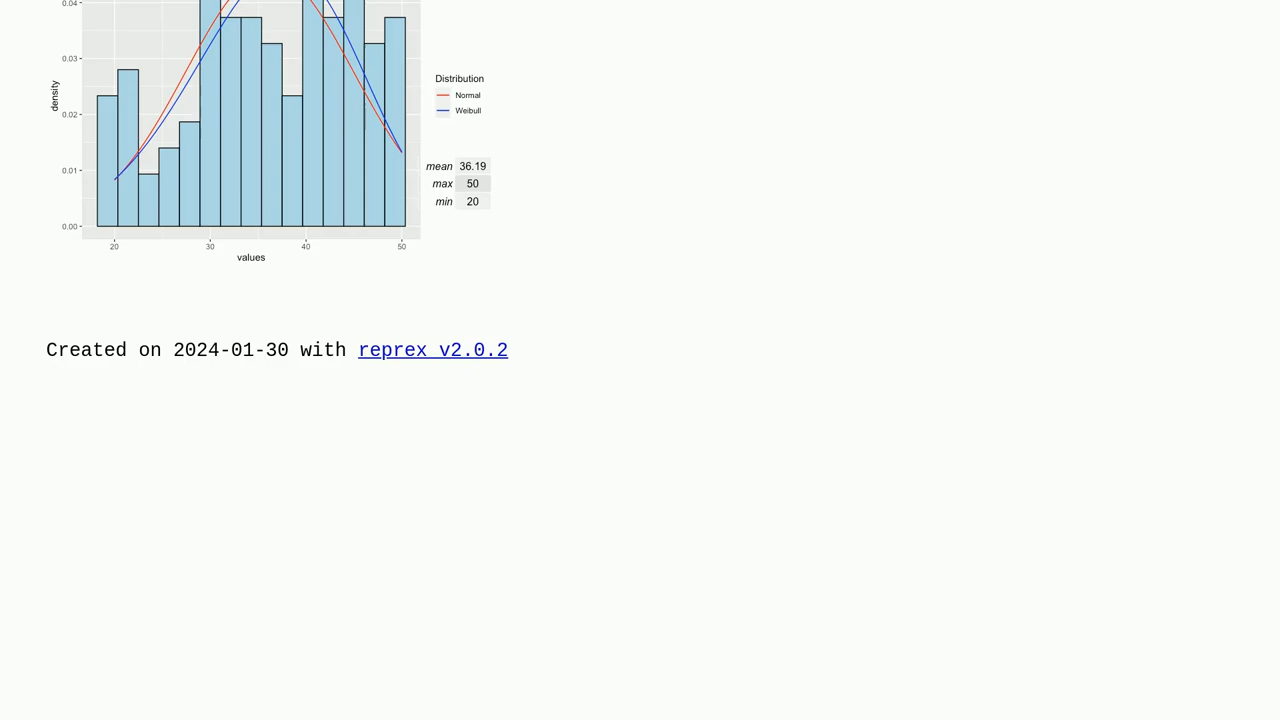 0.04
0.03
0.02
0.01
0.00
density
20 30 40 50
values
Distribution
Normal
Weibull
mean 36.19
max 50
min 20
Created on 2024-01-30 with reprex v2.0.2